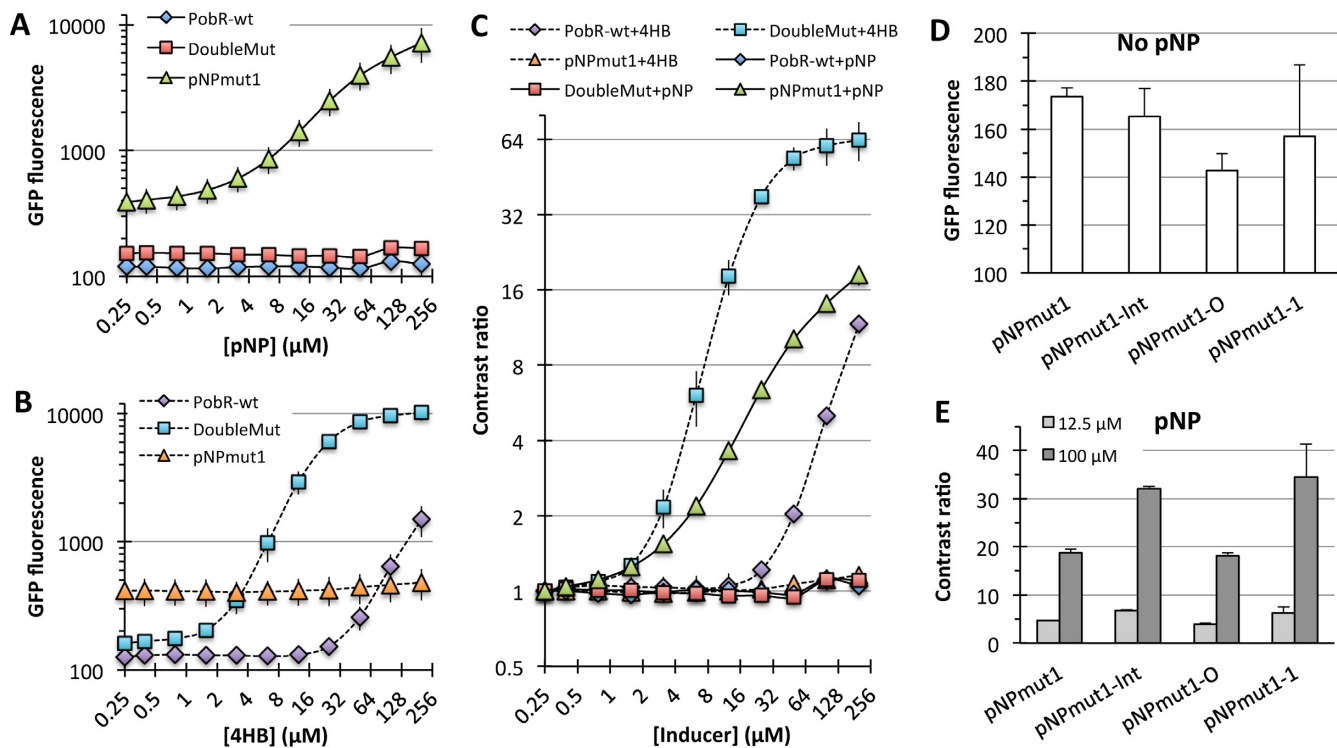 A
PobR-wt
DoubleMut
pNPmut1
GFP fluorescence
10000
1000
100
0.25 0.5 1 2 4 8 16 32 64 128 256
[pNP] (µM)
B
PobR-wt
DoubleMut
pNPmut1
GFP fluorescence
10000
1000
100
0.25 0.5 1 2 4 8 16 32 64 128 256
[4HB] (µM)
C
PobR-wt+4HB
DoubleMut+4HB
pNPmut1+4HB
PobR-wt+pNP
DoubleMut+pNP
pNPmut1+pNP
Contrast ratio
64
32
16
8
4
2
1
0.5
0.25 0.5 1 2 4 8 16 32 64 128 256
[Inducer] (µM)
D
No pNP
GFP fluorescence
200
180
160
140
120
100
pNPmut1 pNPmut1-Int pNPmut1-O pNPmut1-1
E
pNP
12.5 µM
100 µM
Contrast ratio
40
30
20
10
0
pNPmut1 pNPmut1-Int pNPmut1-O pNPmut1-1